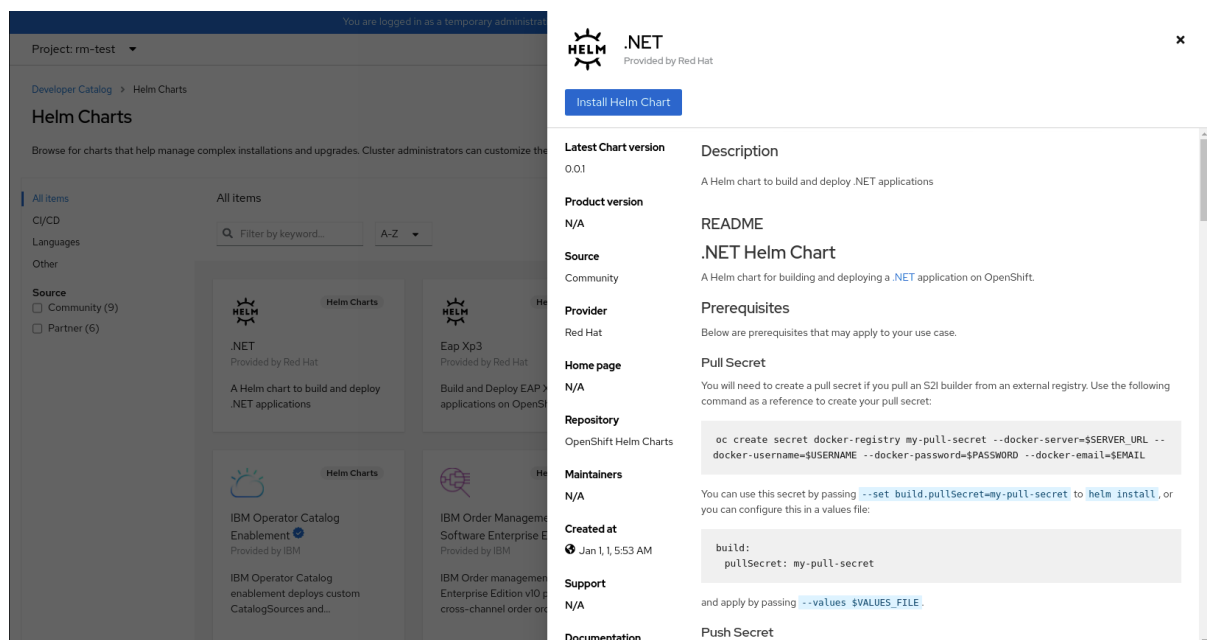 You are logged in as a temporary administrat
Project: rm-test
Developer Catalog > Helm Charts
Helm Charts
Browse for charts that help manage complex installations and upgrades. Cluster administrators can customize the
All items
CI/CD
Languages
Other
Source
Community (9)
Partner (6)
All items
Filter by keyword...
A-Z
HELM
Helm Charts
.NET
Provided by Red Hat
A Helm chart to build and deploy
.NET applications
HELM
He
Eap Xp3
Provided by Red Hat
Build and Deploy EAP X
applications on OpenSh
Helm Charts
IBM Operator Catalog
Enablement
Provided by IBM
IBM Operator Catalog
enablement deploys custom
CatalogSources and...
He
IBM Order Manageme
Software Enterprise E
Provided by IBM
IBM Order managemen
Enterprise Edition v10 p
cross-channel order orc
HELM
.NET
Provided by Red Hat
Install Helm Chart
Latest Chart version
0.0.1
Product version
N/A
Source
Community
Provider
Red Hat
Home page
N/A
Repository
OpenShift Helm Charts
Maintainers
N/A
Created at
Jan 1, 1, 5:53 AM
Support
N/A
Documentation
Description
A Helm chart to build and deploy .NET applications
README
.NET Helm Chart
A Helm chart for building and deploying a .NET application on OpenShift.
Prerequisites
Below are prerequisites that may apply to your use case.
Pull Secret
You will need to create a pull secret if you pull an S2I builder from an external registry. Use the following
command as a reference to create your pull secret:
oc create secret docker-registry my-pull-secret --docker-server=$SERVER_URL --
docker-username=$USERNAME --docker-password=$PASSWORD --docker-email=$EMAIL
You can use this secret by passing --set build.pullSecret=my-pull-secret to helm install, or
you can configure this in a values file:
build:
pullSecret: my-pull-secret
and apply by passing --values $VALUES_FILE.
Push Secret